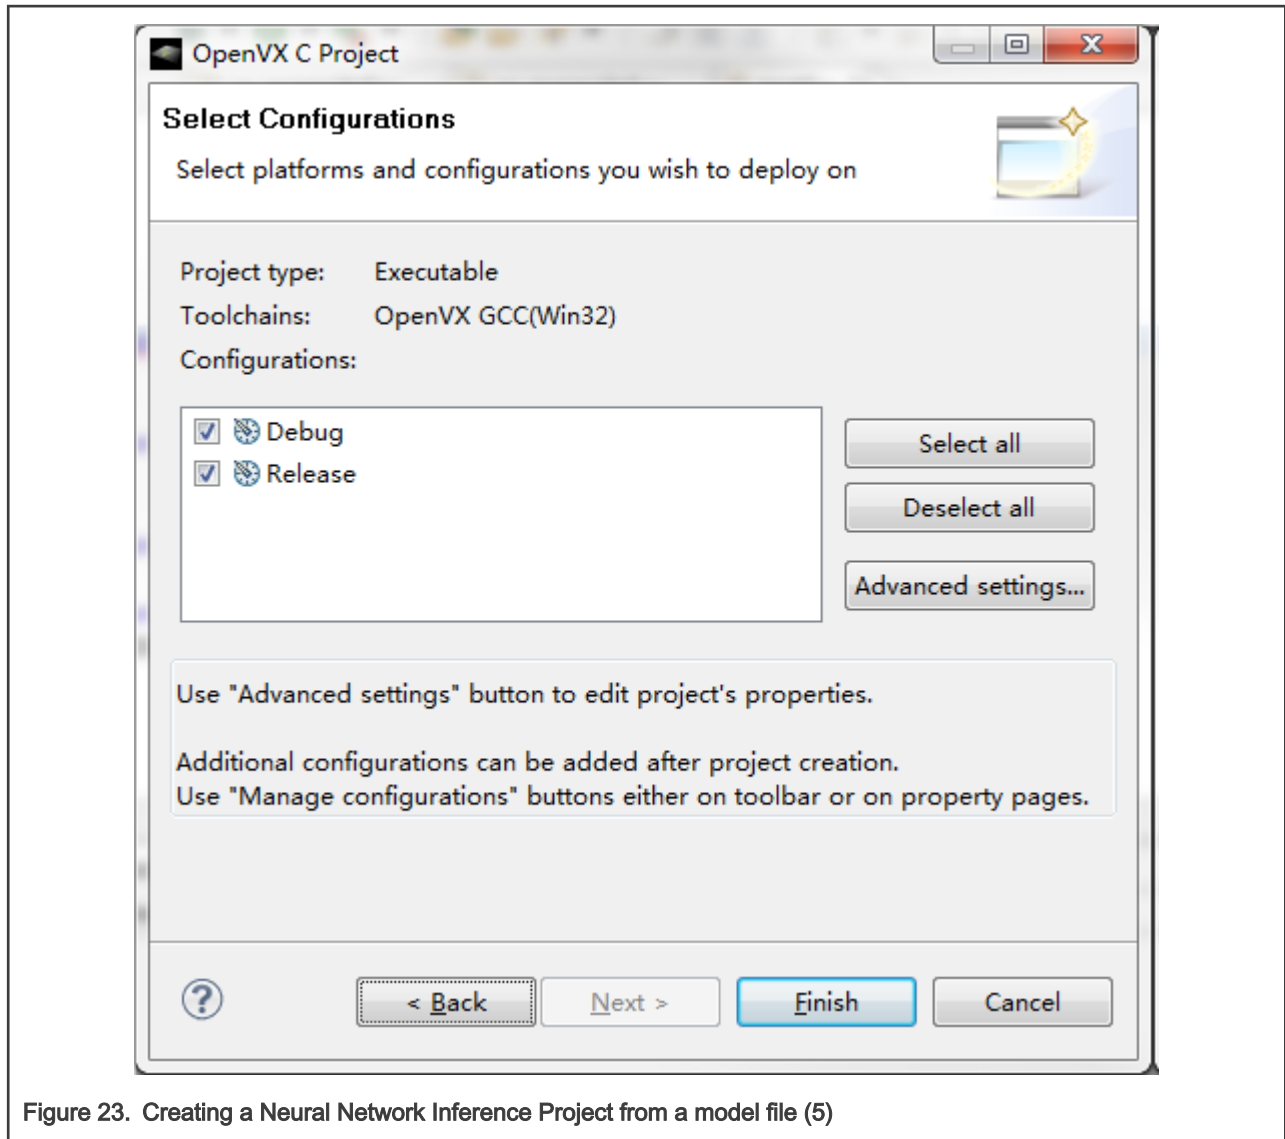 OpenVX C Project
Select Configurations
Select platforms and configurations you wish to deploy on
Project type: Executable
Toolchains: OpenVX GCC(Win32)
Configurations:
Debug
Release
Select all
Deselect all
Advanced settings...
Use "Advanced settings" button to edit project's properties.
Additional configurations can be added after project creation.
Use "Manage configurations" buttons either on toolbar or on property pages.
?
< Back Next > Finish Cancel
Figure 23. Creating a Neural Network Inference Project from a model file (5)